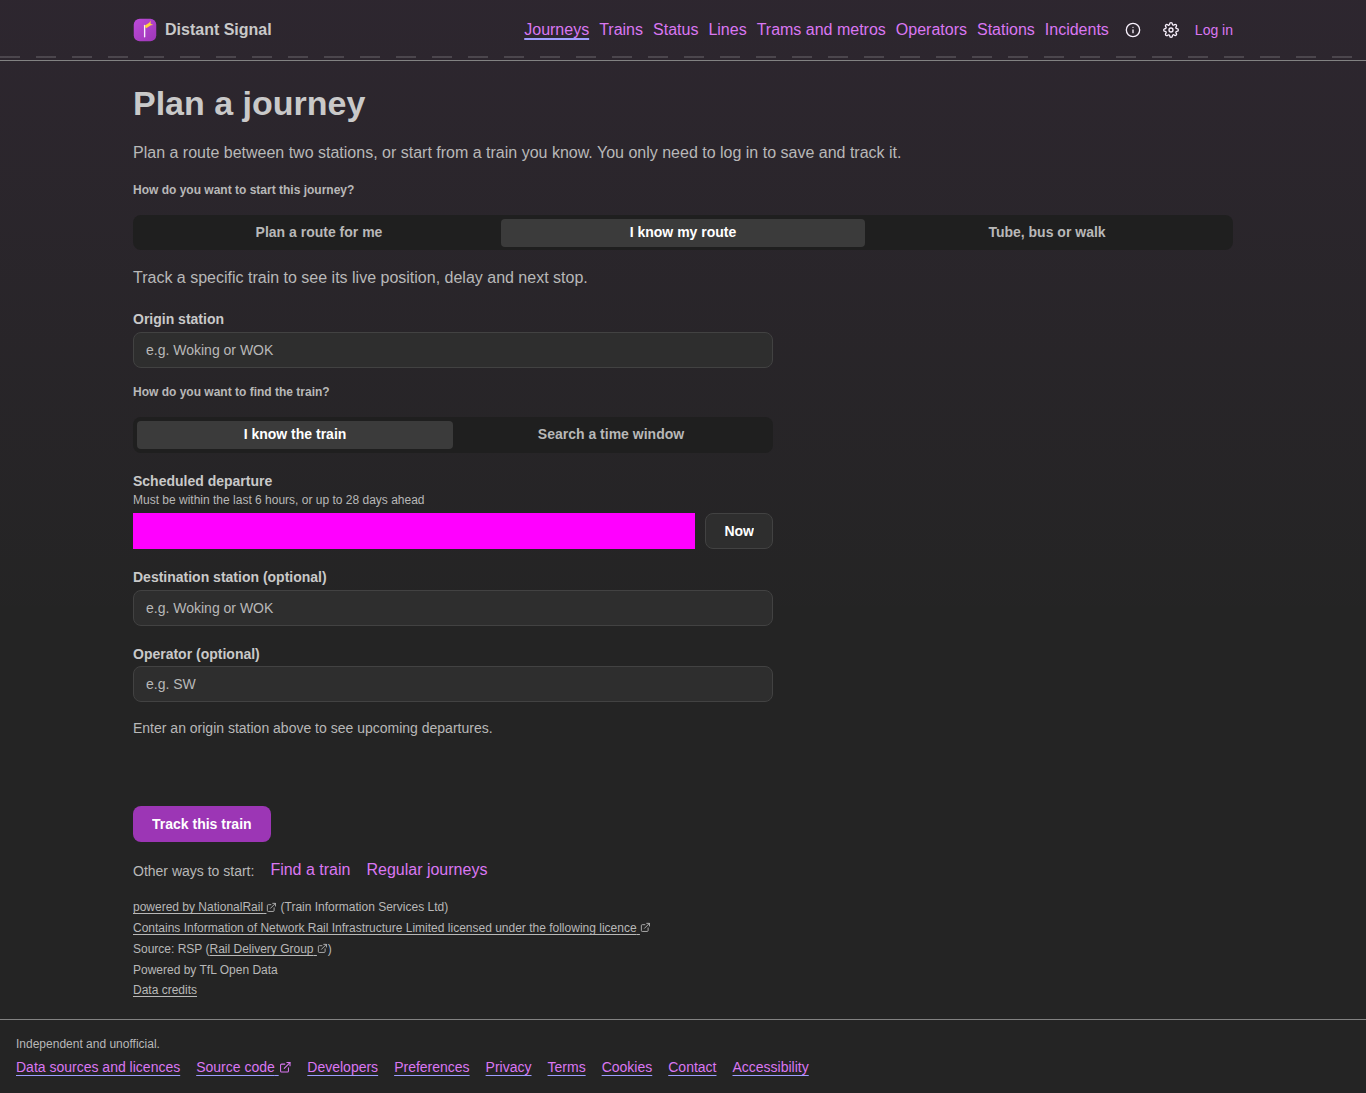 Distant Signal
Journeys Trains Status Lines Trams and metros Operators Stations Incidents Log in
Plan a journey
Plan a route between two stations, or start from a train you know. You only need to log in to save and track it.
How do you want to start this journey?
Plan a route for me I know my route Tube, bus or walk
Track a specific train to see its live position, delay and next stop.
Origin station
e.g. Woking or WOK
How do you want to find the train?
I know the train Search a time window
Scheduled departure
Must be within the last 6 hours, or up to 28 days ahead
Now
Destination station (optional)
e.g. Woking or WOK
Operator (optional)
e.g. SW
Enter an origin station above to see upcoming departures.
Track this train
Other ways to start: Find a train Regular journeys
powered by NationalRail (Train Information Services Ltd)
Contains Information of Network Rail Infrastructure Limited licensed under the following licence
Source: RSP (Rail Delivery Group)
Powered by TfL Open Data
Data credits
Independent and unofficial.
Data sources and licences Source code Developers Preferences Privacy Terms Cookies Contact Accessibility